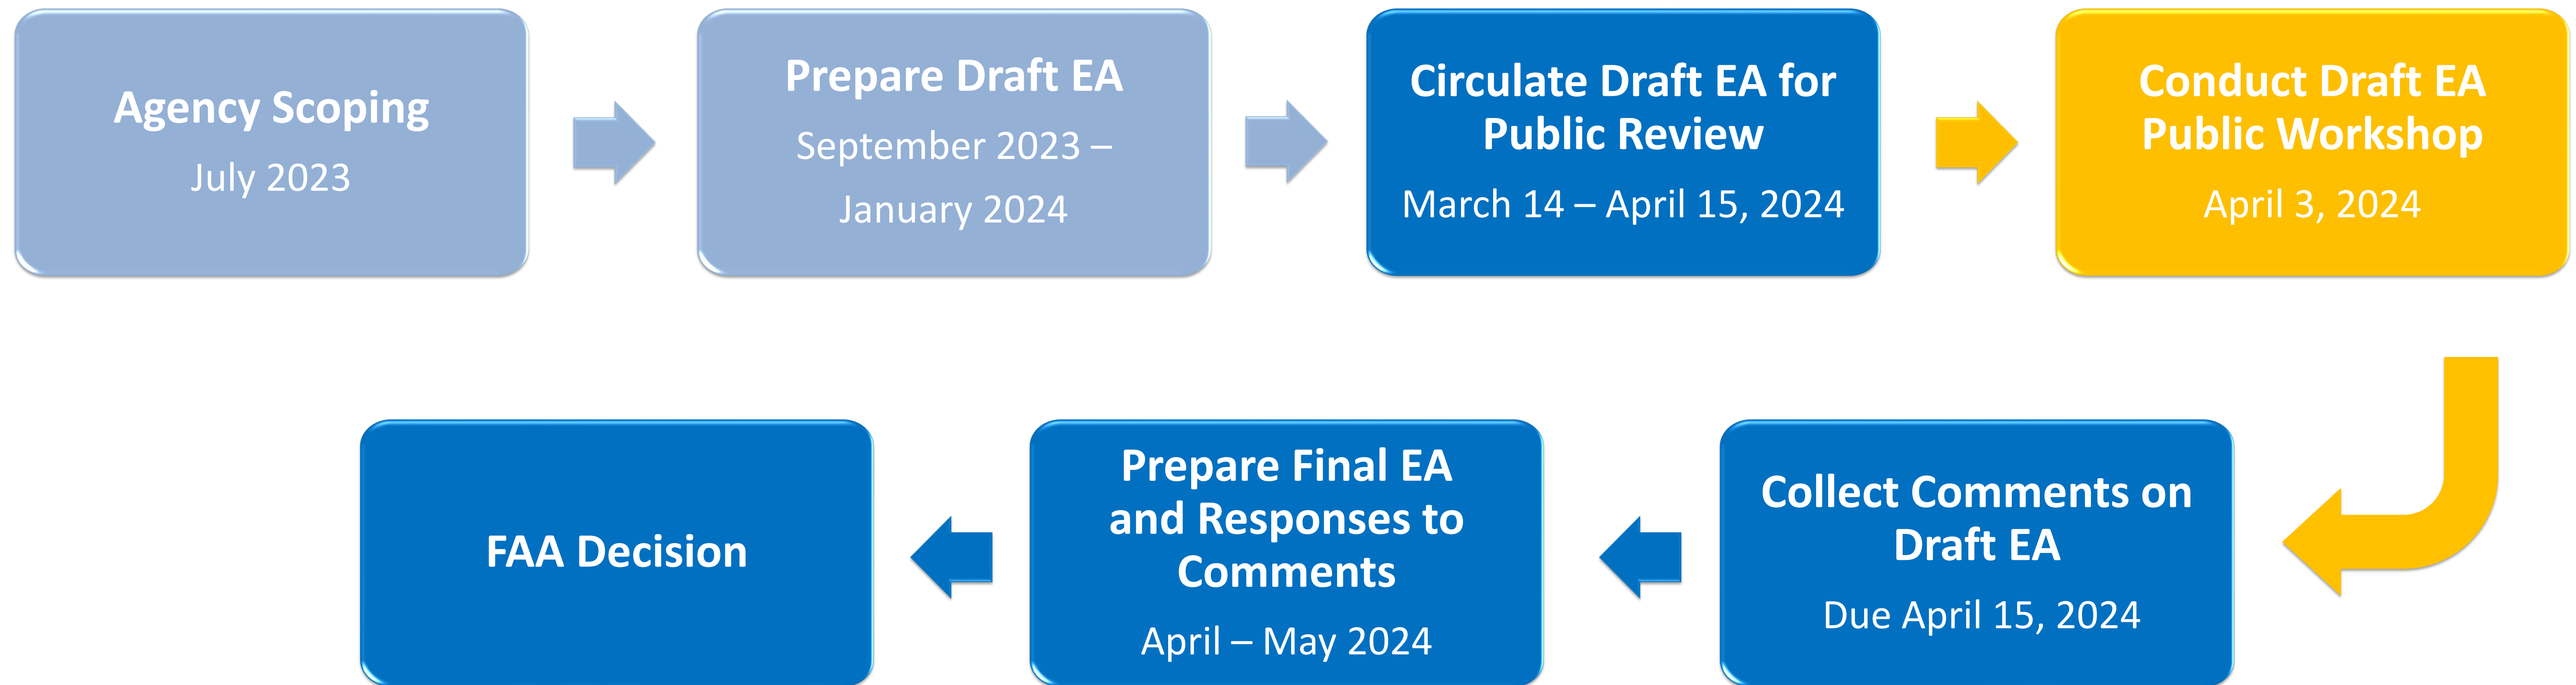 Agency Scoping
July 2023
Prepare Draft EA
September 2023 –
January 2024
Circulate Draft EA for
Public Review
March 14 – April 15, 2024
Conduct Draft EA
Public Workshop
April 3, 2024
Collect Comments on
Draft EA
Due April 15, 2024
Prepare Final EA
and Responses to
Comments
April – May 2024
FAA Decision